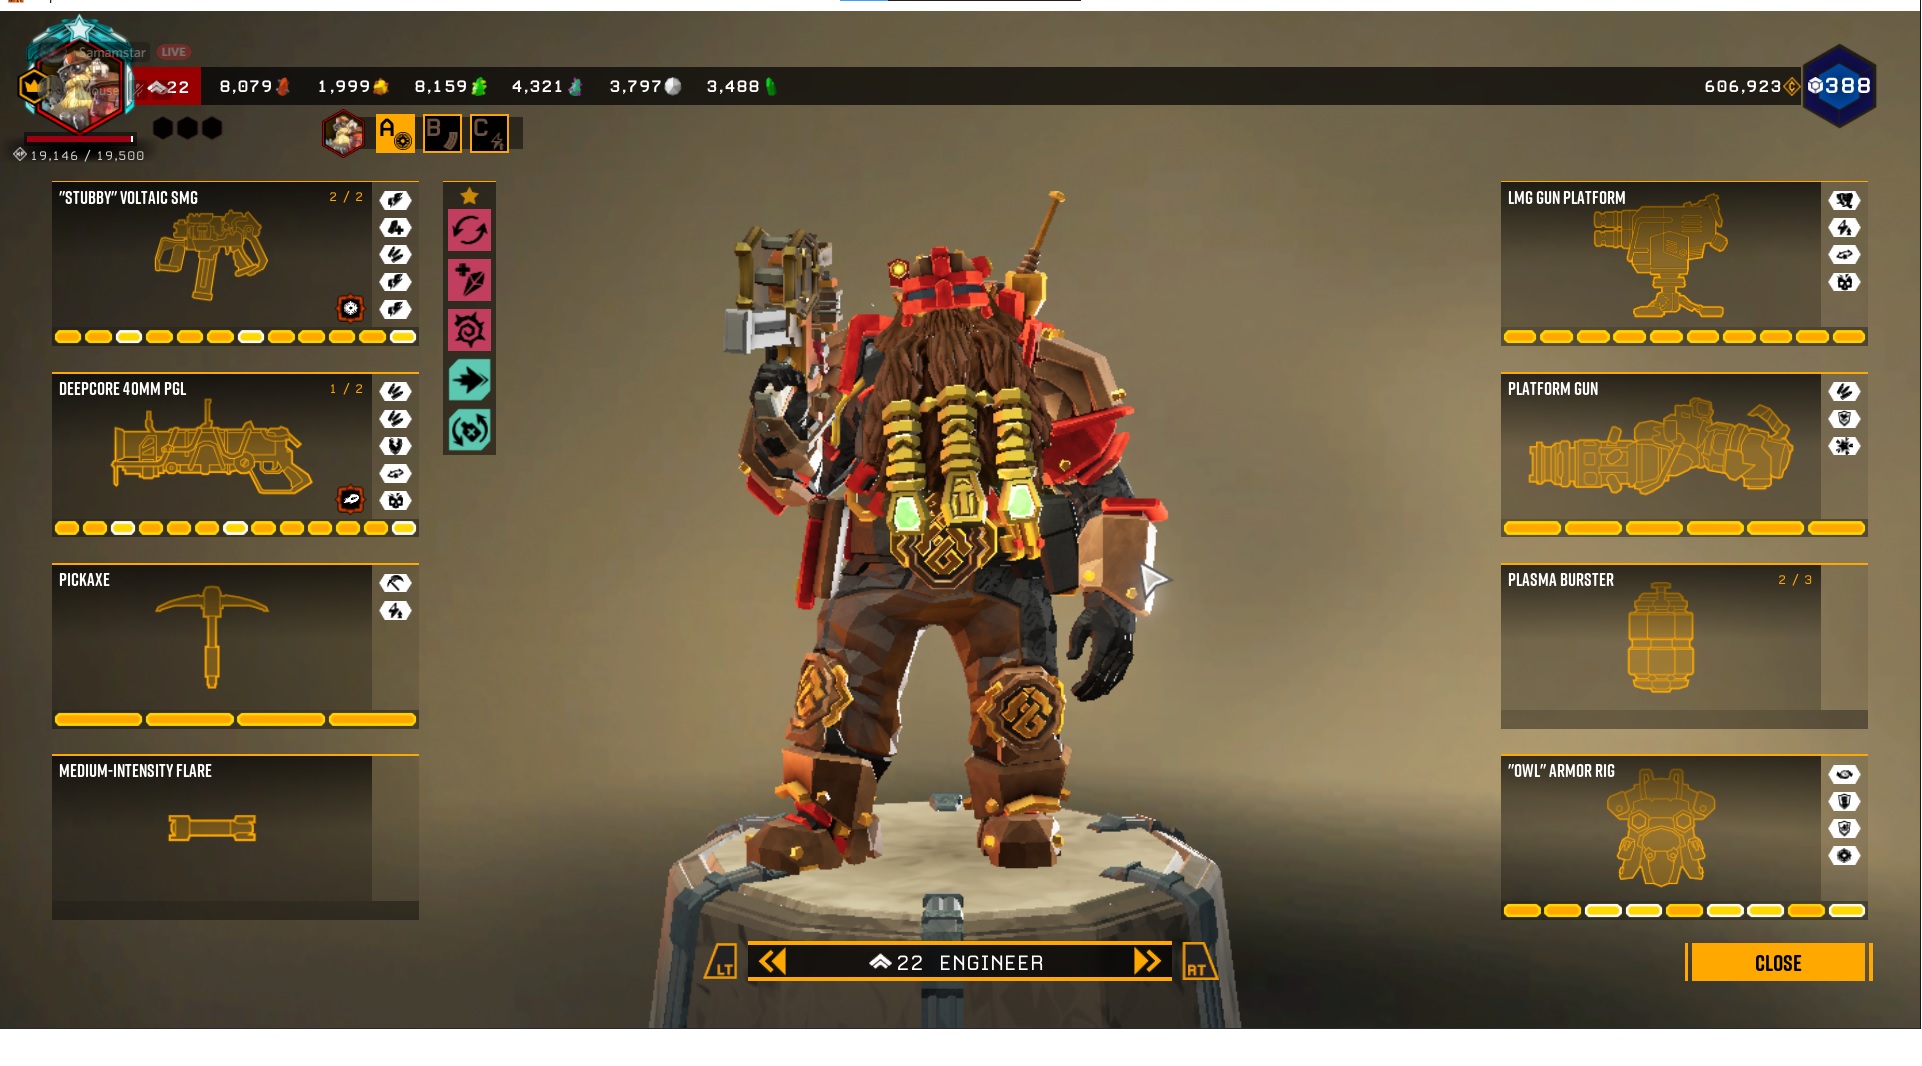 Samamstar LIVE
22 8,079 1,999 8,159 4,321 3,797 3,488 606,923 C 388
A B C
19,146 / 19,500
"STUBBY" VOLTAIC SMG 2 / 2
DEEPCORE 40MM PGL 1 / 2
PICKAXE
MEDIUM-INTENSITY FLARE
LMG GUN PLATFORM
PLATFORM GUN
PLASMA BURSTER 2 / 3
"OWL" ARMOR RIG
LT 22 ENGINEER RT
CLOSE